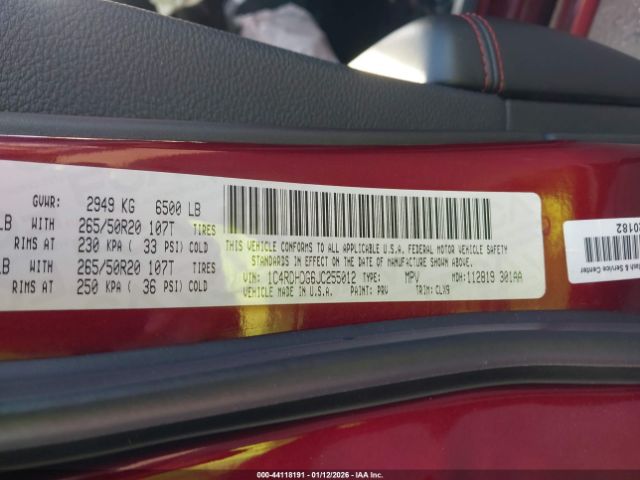 GVWR: 2949 KG 6500 LB
LB WITH 265/50R20 107T TIRES
RIMS AT 230 KPA ( 33 PSI) COLD
LB WITH 265/50R20 107T TIRES
RIMS AT 250 KPA ( 36 PSI) COLD
THIS VEHICLE CONFORMS TO ALL APPLICABLE U.S.A. FEDERAL MOTOR VEHICLE SAFETY
STANDARDS IN EFFECT ON THE DATE OF MANUFACTURE SHOWN ABOVE.
VIN: 1C4RDHDG6JC255012 TYPE: MPV MDH: 112819 301AA
VEHICLE MADE IN U.S.A. PAINT: PRV TRIM: CLX9
20182
Service Center
000-44118191 - 01/12/2026 - IAA Inc.